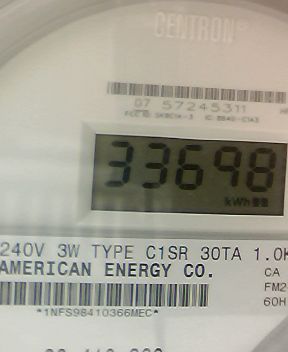 CENTRON®
07 57245311
33698
kWh
240V 3W TYPE C1SR 30TA 1.0K
AMERICAN ENERGY CO.
CA
FM2
60H
*1NFS98410366MEC*